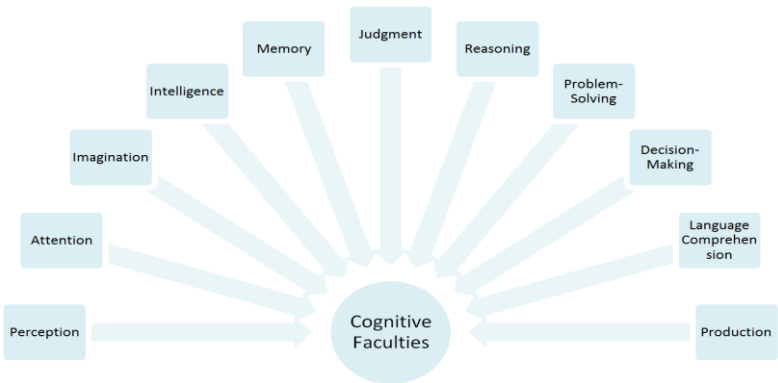 Judgment
Memory
Reasoning
Intelligence
Problem-
Solving
Imagination
Decision-
Making
Attention
Language
Comprehen
sion
Perception
Cognitive
Faculties
Production